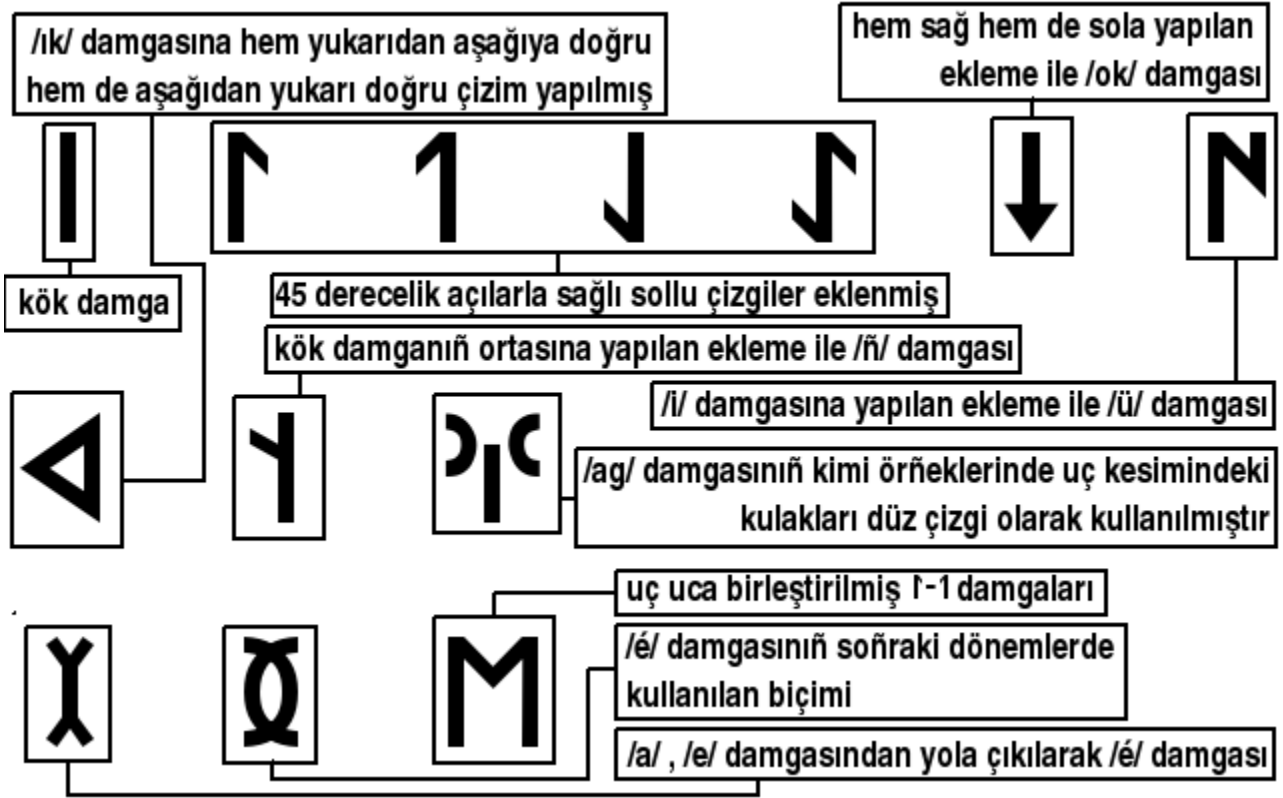 /ık/ damgasına hem yukarıdan aşağıya doğru
hem de aşağıdan yukarı doğru çizim yapılmış
hem sağ hem de sola yapılan
ekleme ile /ok/ damgası
kök damga
45 derecelik açılarla sağlı sollu çizgiler eklenmiş
kök damganıñ ortasına yapılan ekleme ile /ñ/ damgası
/i/ damgasına yapılan ekleme ile /ü/ damgası
/ag/ damgasınıñ kimi örñeklerinde uç kesimindeki
kulakları düz çizgi olarak kullanılmıştır
uç uca birleştirilmiş ↾-1 damgaları
/é/ damgasınıñ soñraki dönemlerde
kullanılan biçimi
/a/ , /e/ damgasından yola çıkılarak /é/ damgası